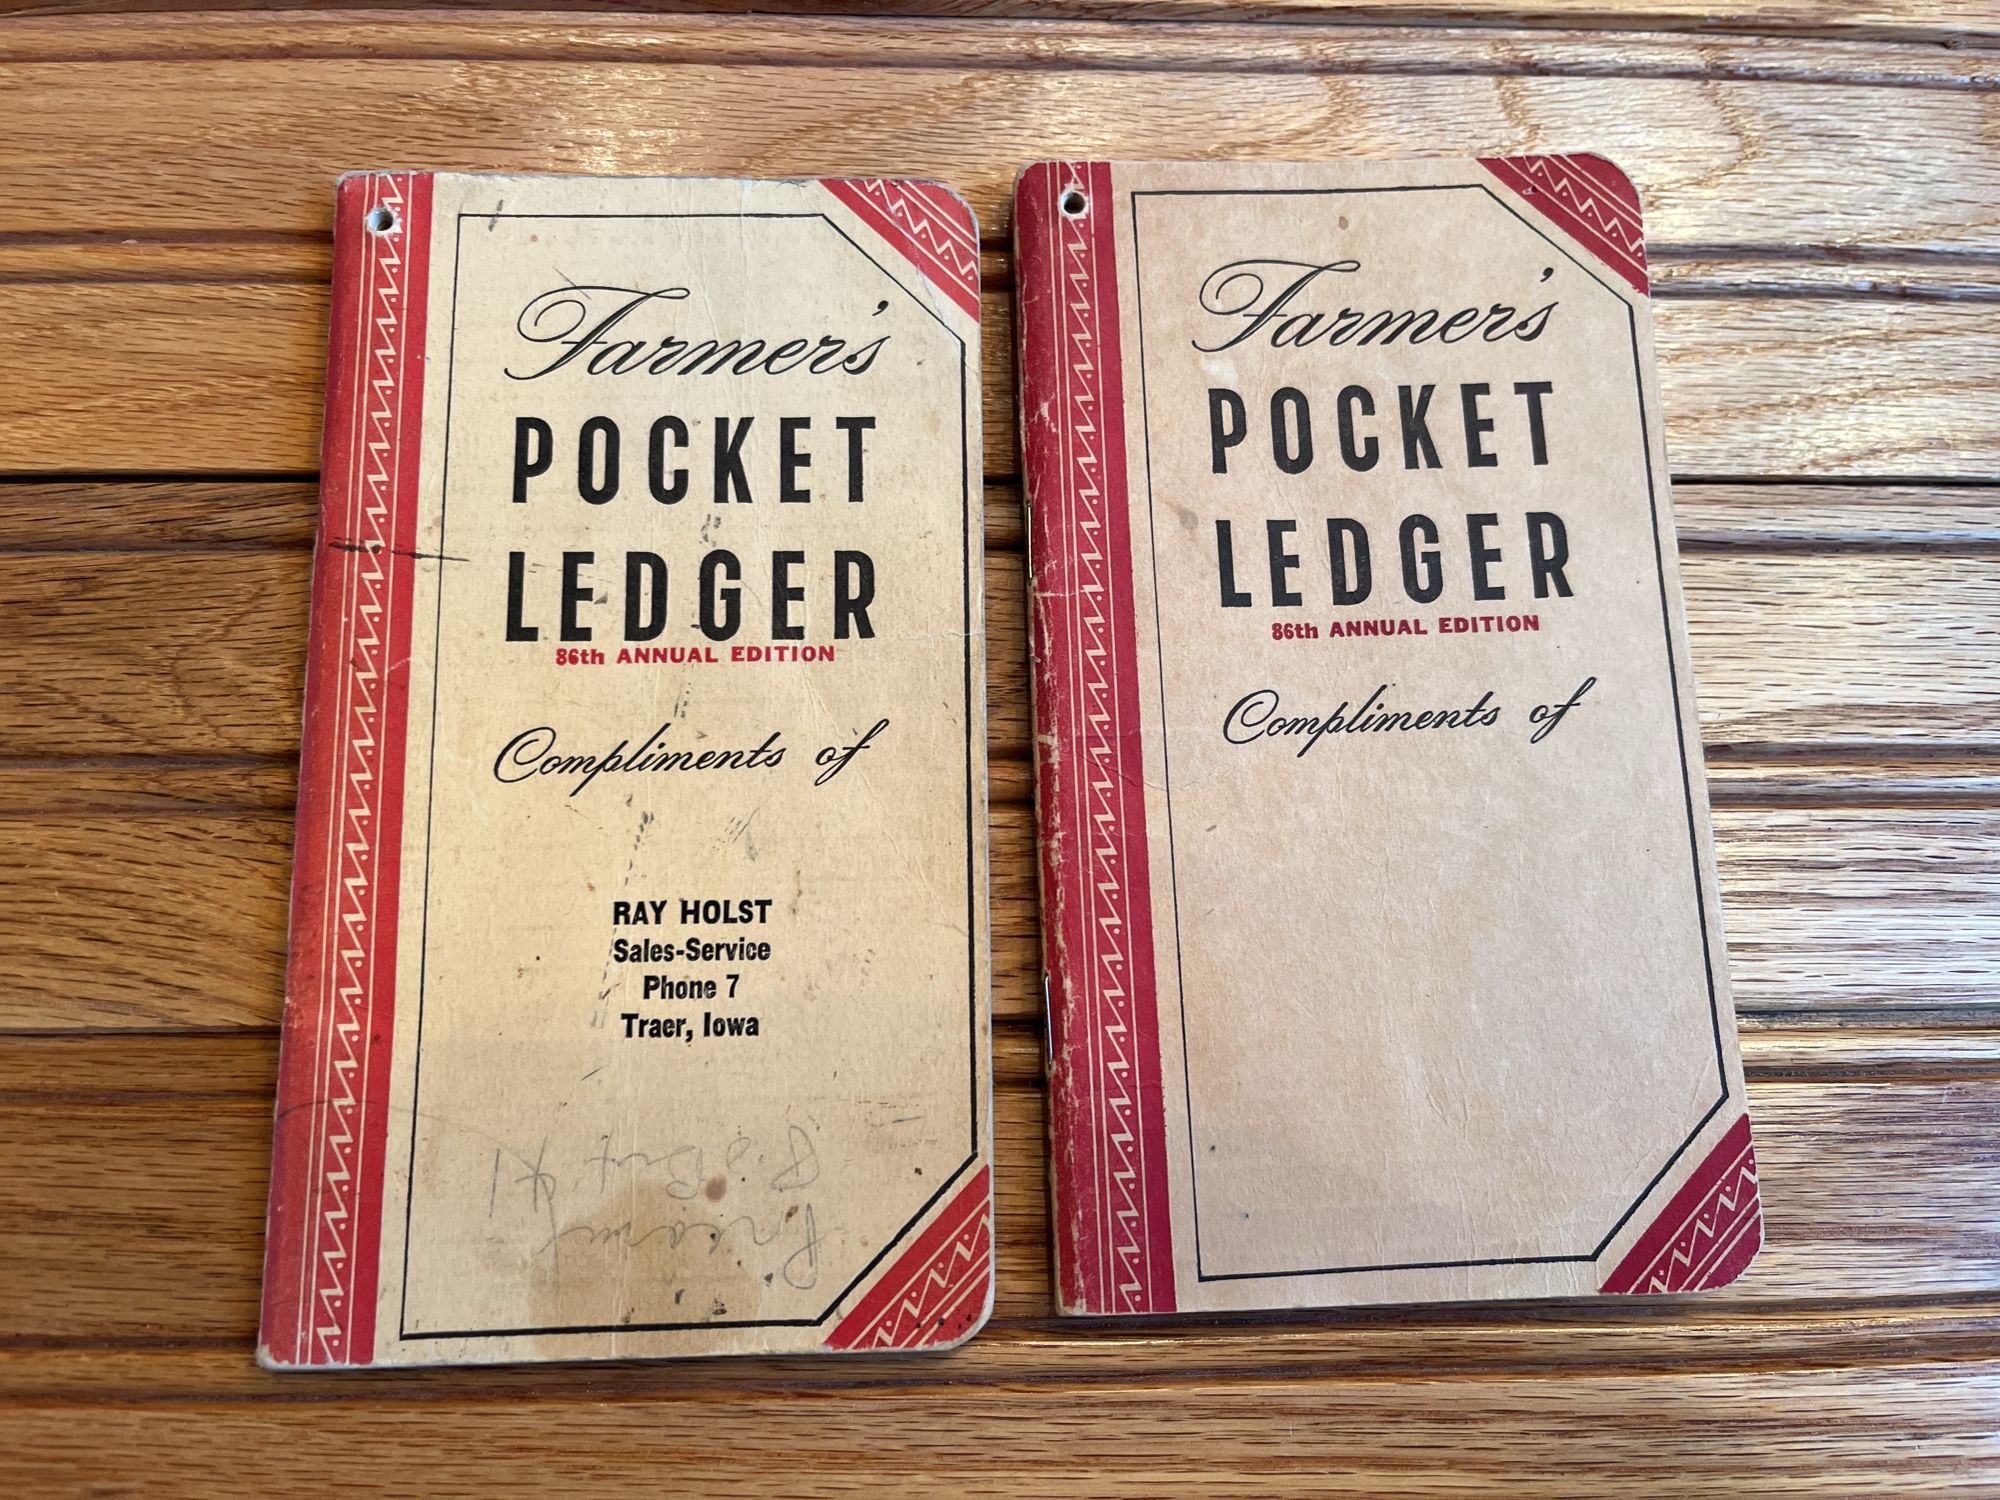 Farmer's
POCKET
LEDGER
86th ANNUAL EDITION
Compliments of
RAY HOLST
Sales-Service
Phone 7
Traer, Iowa
Farmer's
POCKET
LEDGER
86th ANNUAL EDITION
Compliments of